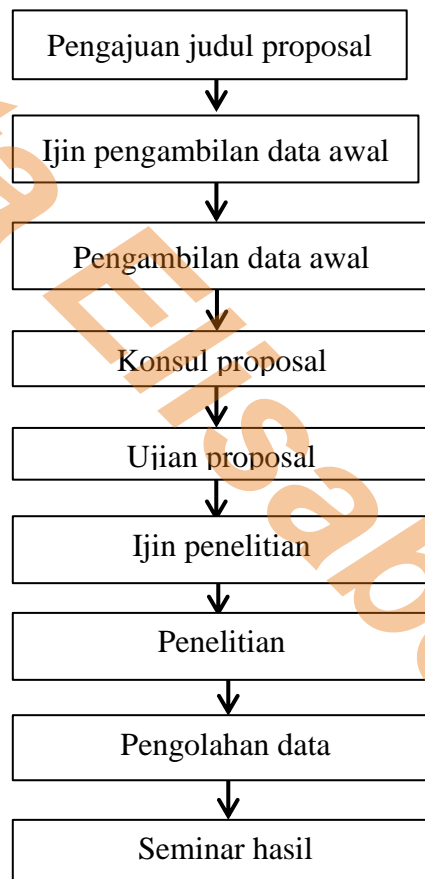 Pengajuan judul proposal
Ijin pengambilan data awal
Pengambilan data awal
Konsul proposal
Ujian proposal
Ijin penelitian
Penelitian
Pengolahan data
Seminar hasil